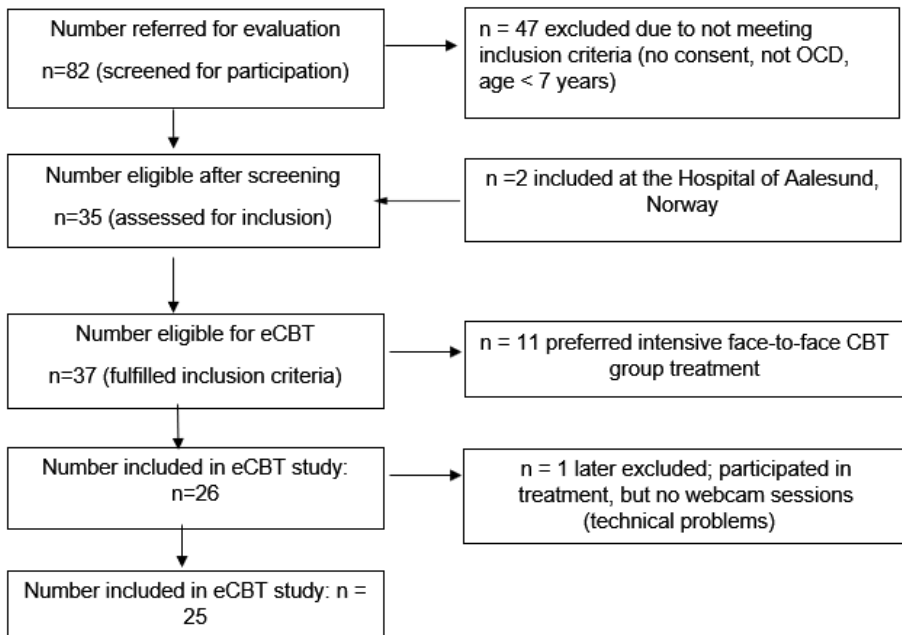 Number referred for evaluation
n=82 (screened for participation)
n = 47 excluded due to not meeting
inclusion criteria (no consent, not OCD,
age < 7 years)
Number eligible after screening
n=35 (assessed for inclusion)
n =2 included at the Hospital of Aalesund,
Norway
Number eligible for eCBT
n=37 (fulfilled inclusion criteria)
n = 11 preferred intensive face-to-face CBT
group treatment
Number included in eCBT study:
n=26
n = 1 later excluded; participated in
treatment, but no webcam sessions
(technical problems)
Number included in eCBT study: n =
25